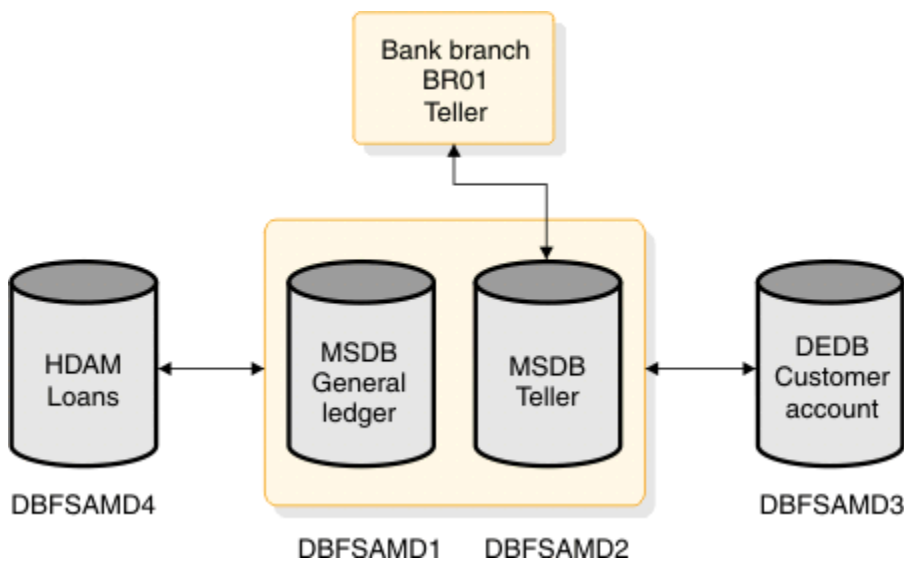 Bank branch
BR01
Teller
HDAM
Loans
MSDB
General
ledger
MSDB
Teller
DEDB
Customer
account
DBFSAMD4
DBFSAMD3
DBFSAMD1
DBFSAMD2